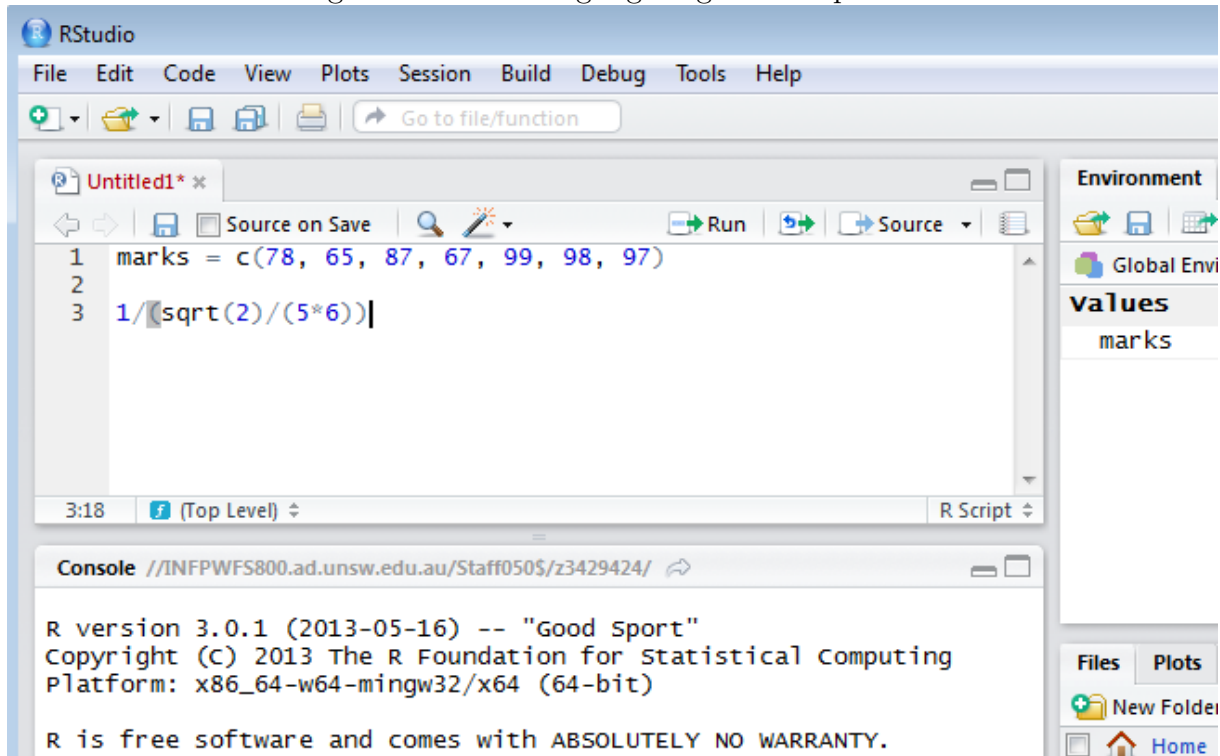 RStudio
File Edit Code View Plots Session Build Debug Tools Help
Go to file/function
Untitled1*
Source on Save Run Source
1 marks = c(78, 65, 87, 67, 99, 98, 97)
2
3 1/(sqrt(2)/(5*6))
3:18 (Top Level) R Script
Console //INFPWFS800.ad.unsw.edu.au/Staff050$/z3429424/
R version 3.0.1 (2013-05-16) -- "Good Sport"
Copyright (C) 2013 The R Foundation for Statistical Computing
Platform: x86_64-w64-mingw32/x64 (64-bit)
R is free software and comes with ABSOLUTELY NO WARRANTY.
Environment
Global Envi
Values
marks
Files Plots
New Folder
Home